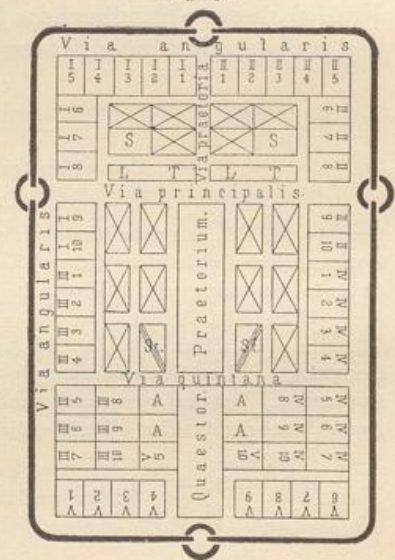 Via angularis
I 5
I 4
I 3
I 2
I 1
II 1
II 2
II 3
II 4
II 5
I 6
I 7
I 8
S
S
via praetoria
II 6
II 7
II 8
L T
L T
Via principalis.
I 9
I 10
III 1
III 2
III 3
III 4
Via angularis
Praetorium.
II 9
II 10
IV 1
IV 2
IV 3
IV 4
St
St
Via quintana
III 5
III 8
A
Quaestor.
A
IV 8
IV 5
III 6
III 9
A
A
IV 9
IV 6
III 7
III 10
V 5
V 10
IV 10
IV 7
V 1
V 2
V 3
V 4
V 9
V 8
V 7
V 6